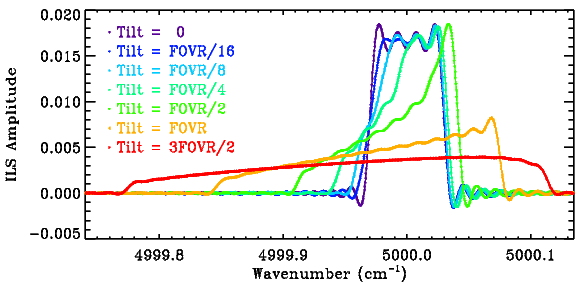 0.020
0.015
0.010
0.005
0.000
−0.005
ILS Amplitude
Tilt = 0
Tilt = FOVR/16
Tilt = FOVR/8
Tilt = FOVR/4
Tilt = FOVR/2
Tilt = FOVR
Tilt = 3FOVR/2
4999.8 4999.9 5000.0 5000.1
Wavenumber (cm⁻¹)